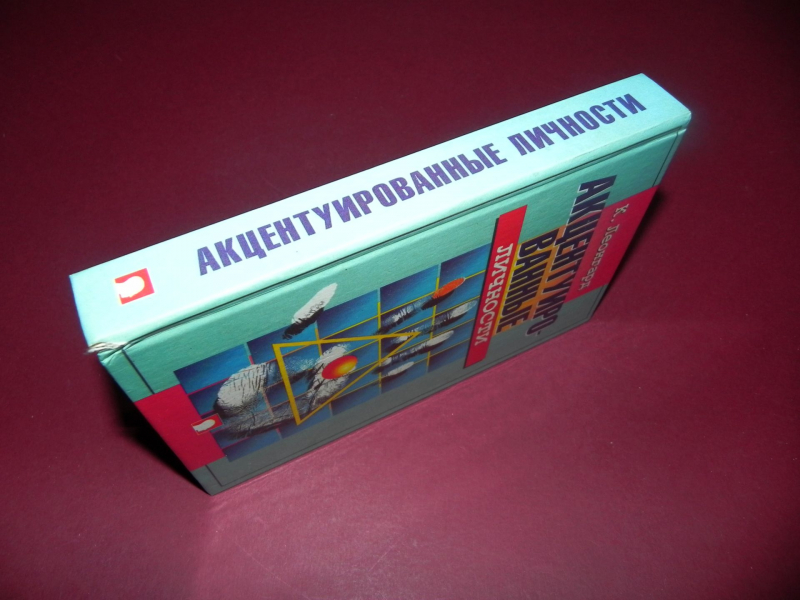 АКЦЕНТУИРОВАННЫЕ ЛИЧНОСТИ
К. Леонгард
АКЦЕНТУИРО-
ВАННЫЕ
ЛИЧНОСТИ